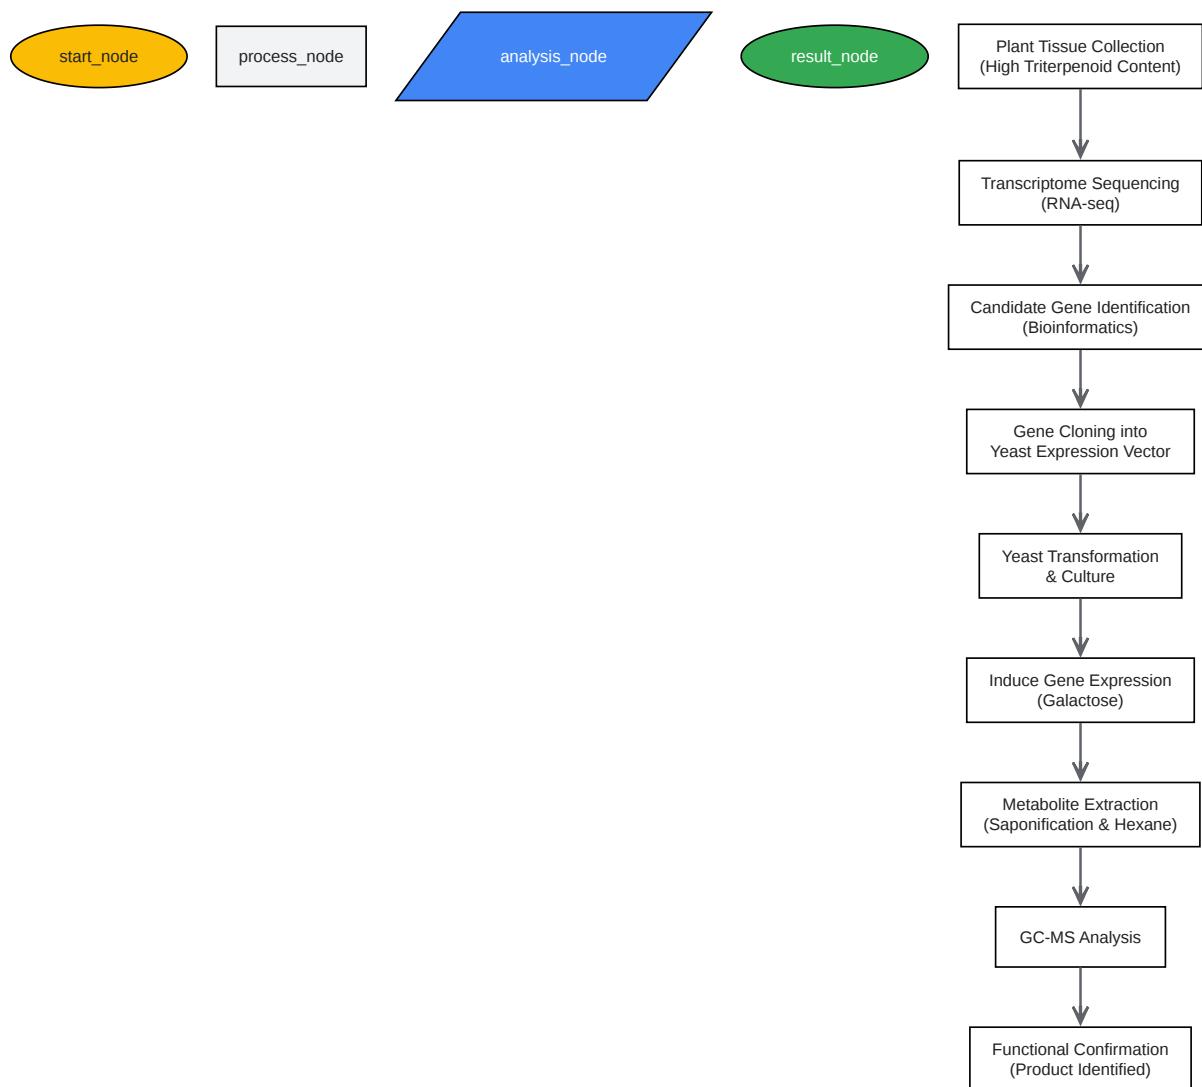 start_node
process_node
analysis_node
result_node
Plant Tissue Collection
(High Triterpenoid Content)
Transcriptome Sequencing
(RNA-seq)
Candidate Gene Identification
(Bioinformatics)
Gene Cloning into
Yeast Expression Vector
Yeast Transformation
& Culture
Induce Gene Expression
(Galactose)
Metabolite Extraction
(Saponification & Hexane)
GC-MS Analysis
Functional Confirmation
(Product Identified)